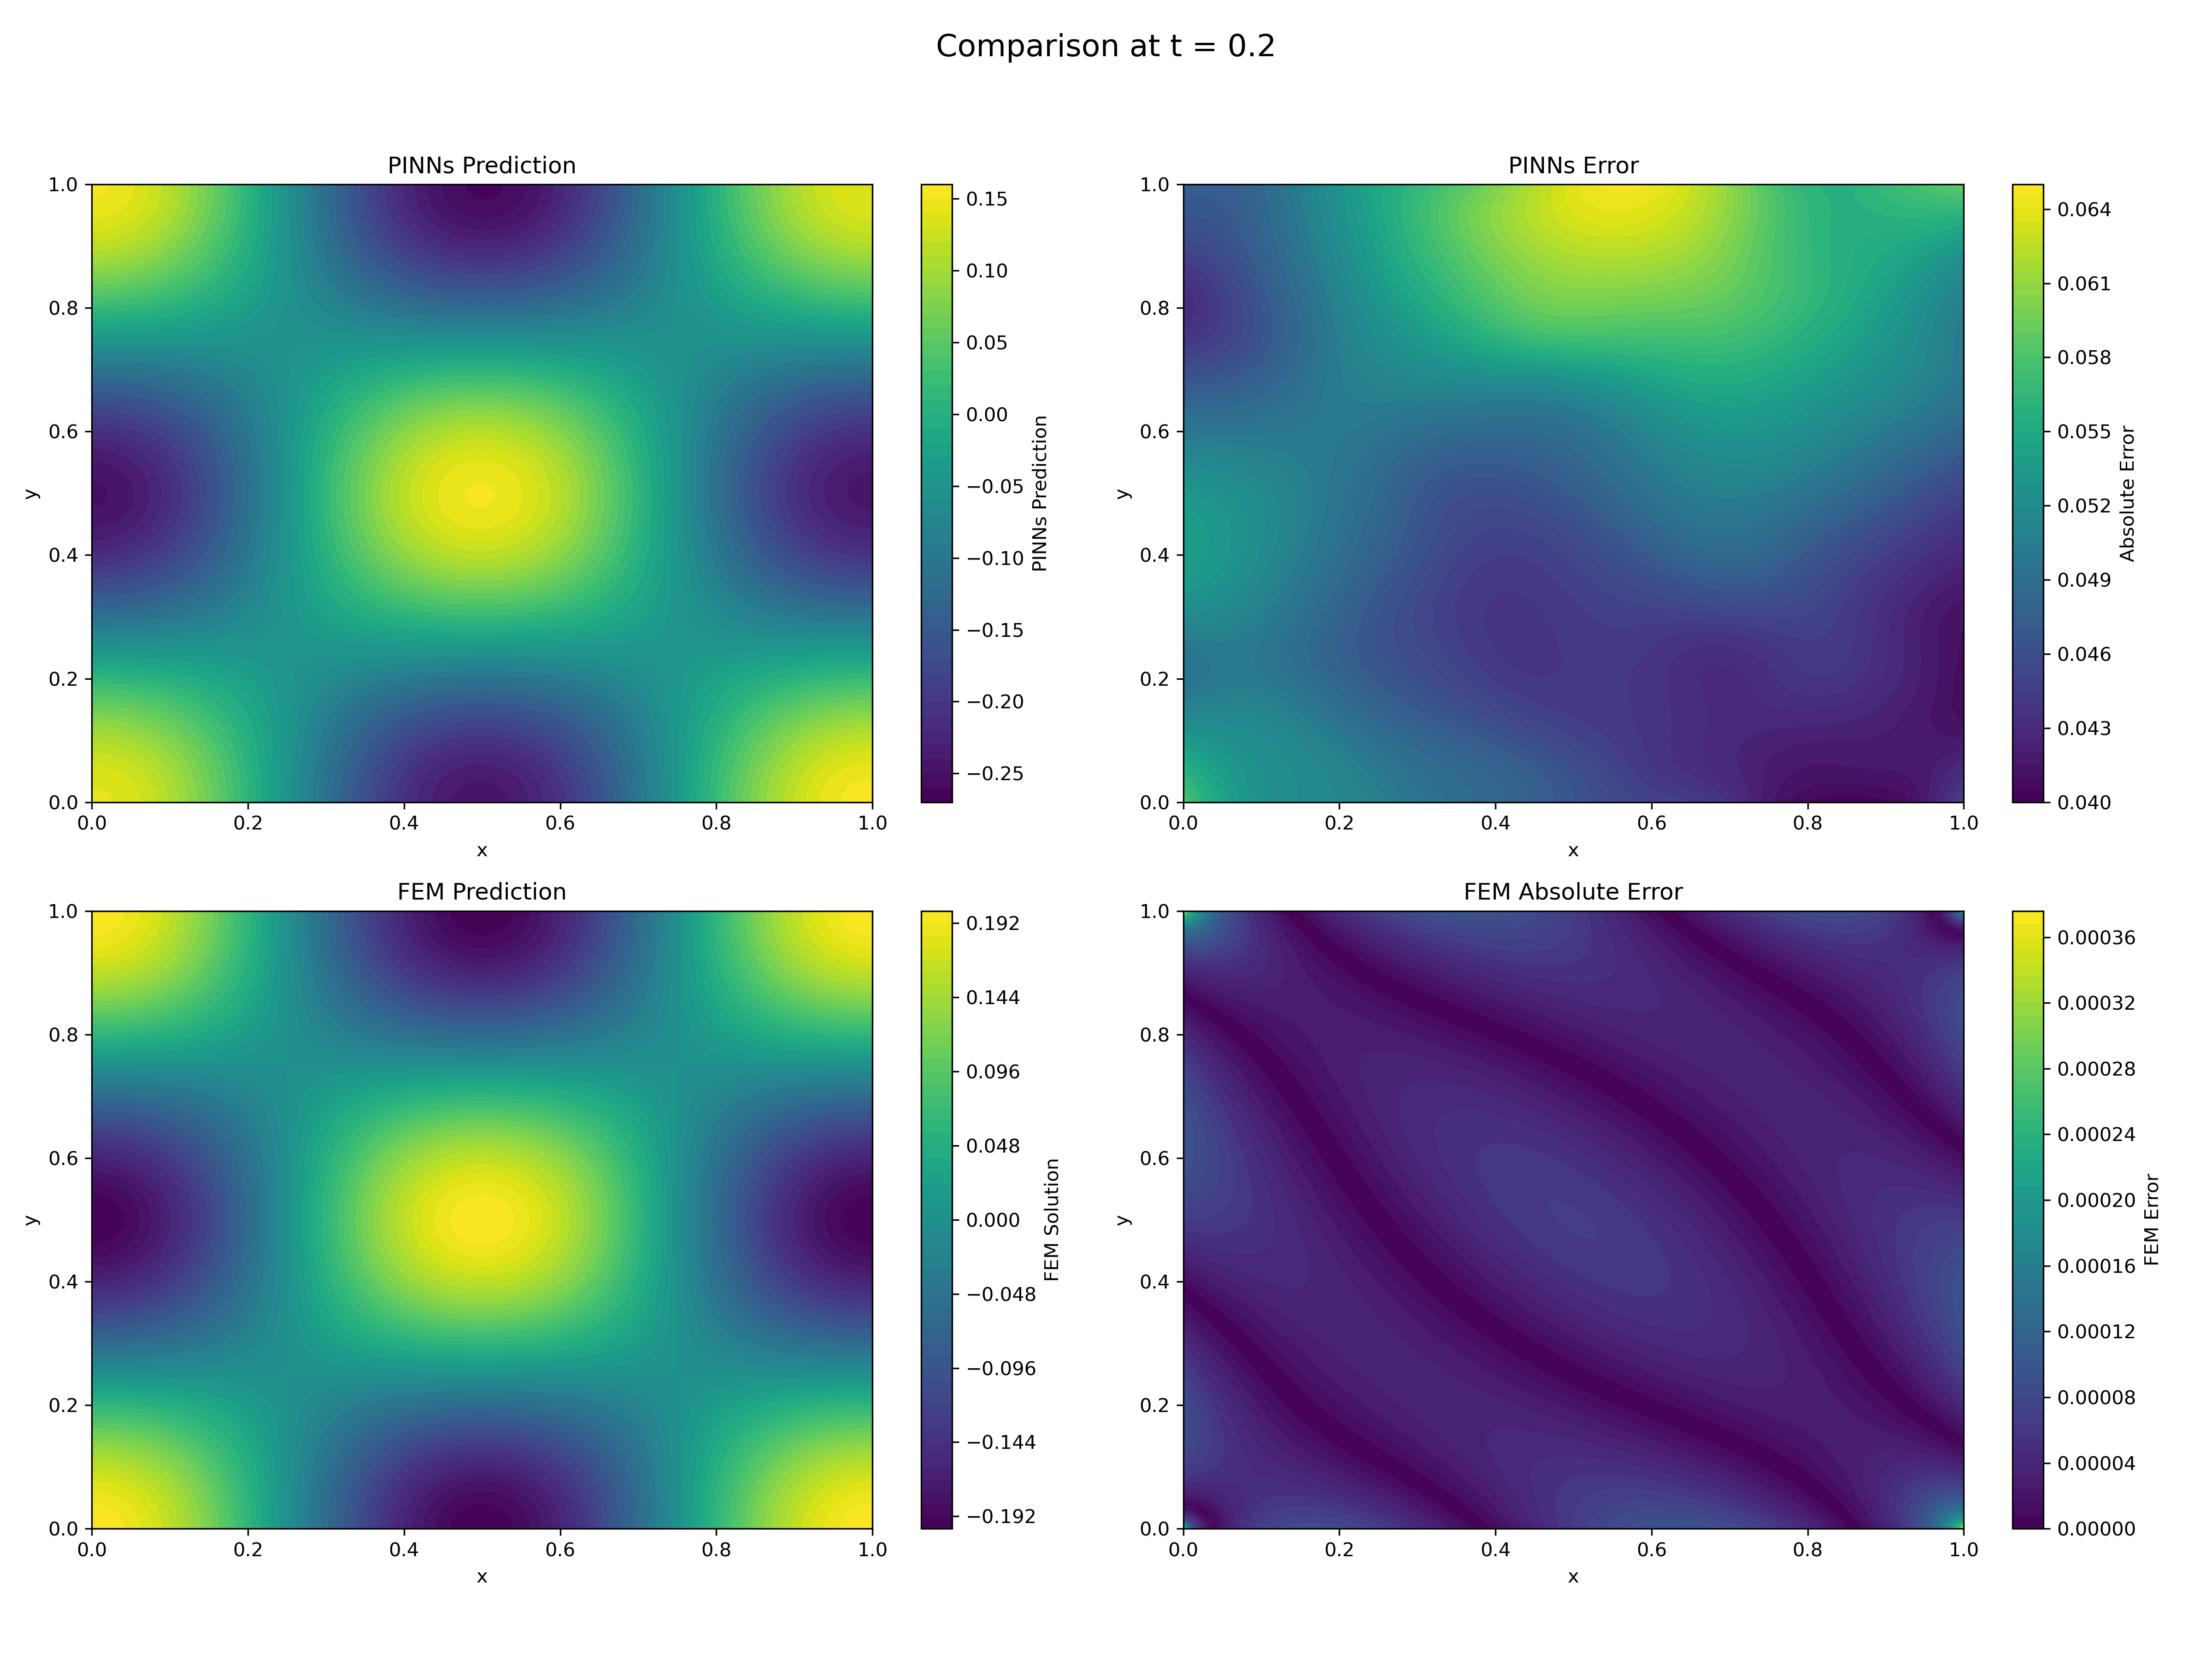 Comparison at t = 0.2
PINNs Prediction
1.0
0.8
0.6
0.4
0.2
0.0
y
0.0 0.2 0.4 0.6 0.8 1.0
x
0.15
0.10
0.05
0.00
−0.05
−0.10
−0.15
−0.20
−0.25
PINNs Prediction
PINNs Error
1.0
0.8
0.6
0.4
0.2
0.0
y
0.0 0.2 0.4 0.6 0.8 1.0
x
0.064
0.061
0.058
0.055
0.052
0.049
0.046
0.043
0.040
Absolute Error
FEM Prediction
1.0
0.8
0.6
0.4
0.2
0.0
y
0.0 0.2 0.4 0.6 0.8 1.0
x
0.192
0.144
0.096
0.048
0.000
−0.048
−0.096
−0.144
−0.192
FEM Solution
FEM Absolute Error
1.0
0.8
0.6
0.4
0.2
0.0
y
0.0 0.2 0.4 0.6 0.8 1.0
x
0.00036
0.00032
0.00028
0.00024
0.00020
0.00016
0.00012
0.00008
0.00004
0.00000
FEM Error